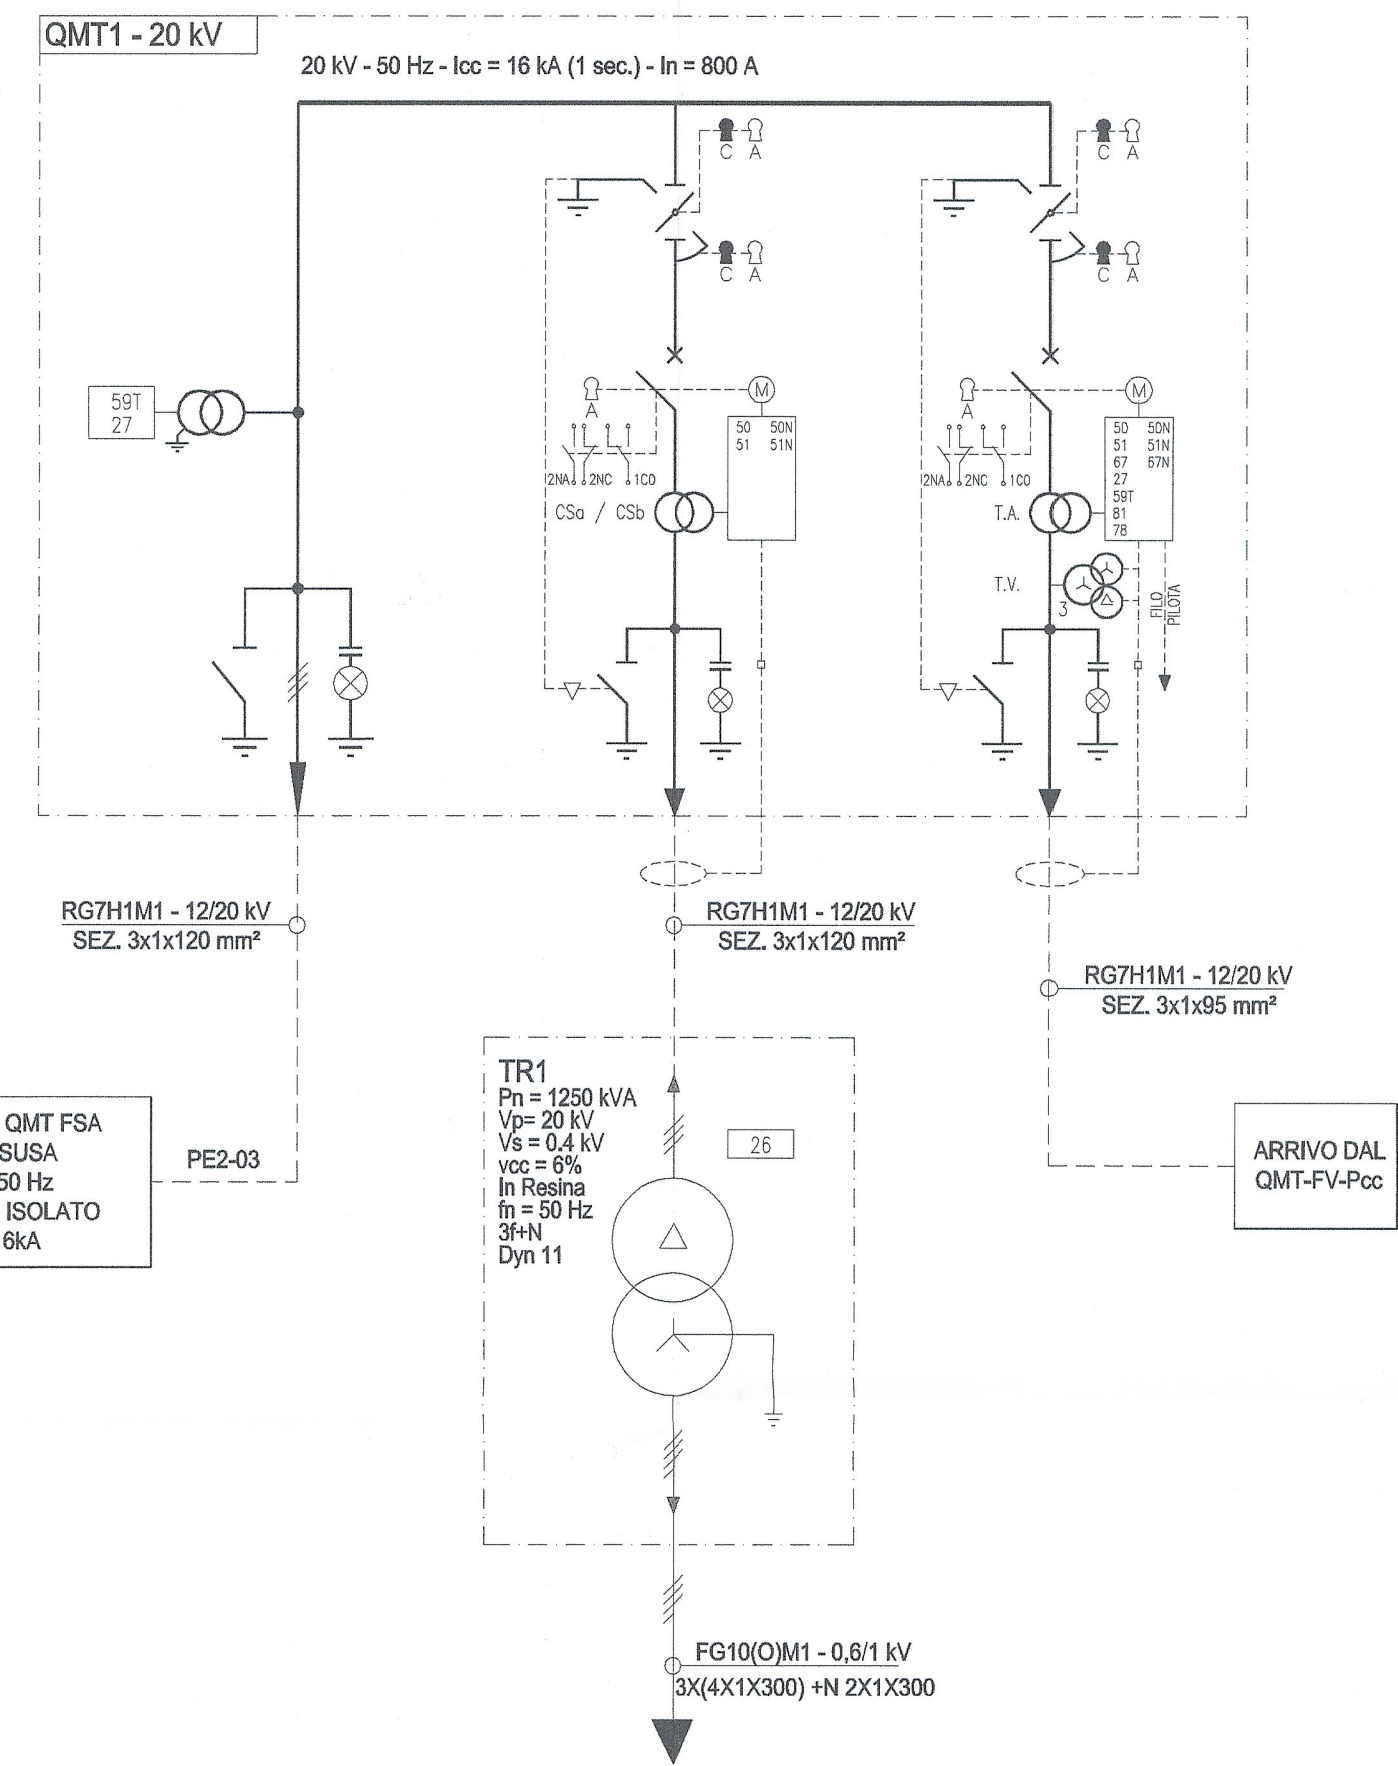 QMT1 - 20 kV
20 kV - 50 Hz - Icc = 16 kA (1 sec.) - In = 800 A
C A
C A
C A
C A
59T
27
A
M
50 50N
51 51N
2NA 2NC 1CO
CSa / CSb
A
M
50 50N
51 51N
67 67N
27
59T
81
78
2NA 2NC 1CO
T.A.
T.V.
3
FILO
PILOTA
RG7H1M1 - 12/20 kV
SEZ. 3x1x120 mm²
RG7H1M1 - 12/20 kV
SEZ. 3x1x120 mm²
RG7H1M1 - 12/20 kV
SEZ. 3x1x95 mm²
QMT FSA
SUSA
50 Hz
ISOLATO
6kA
PE2-03
TR1
Pn = 1250 kVA
Vp= 20 kV
Vs = 0.4 kV
vcc = 6%
In Resina
fn = 50 Hz
3f+N
Dyn 11
26
ARRIVO DAL
QMT-FV-Pcc
FG10(O)M1 - 0,6/1 kV
3X(4X1X300) +N 2X1X300